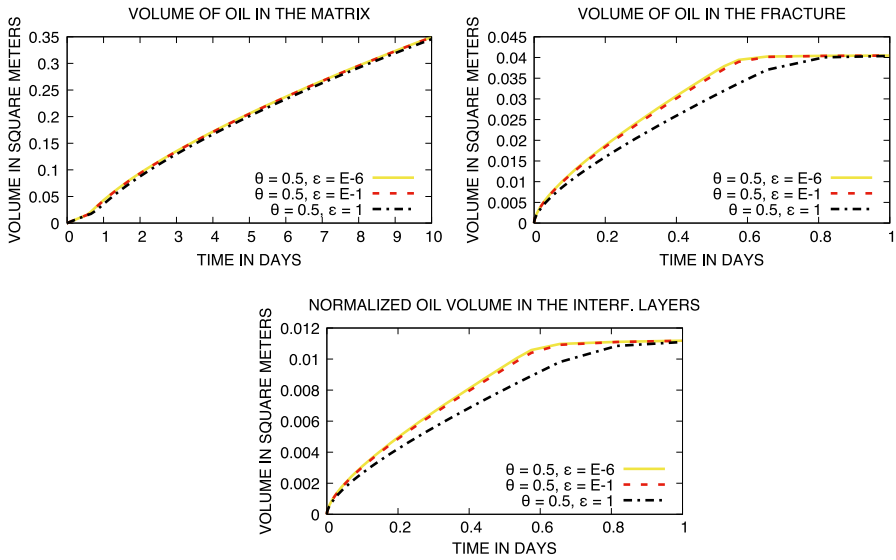 VOLUME OF OIL IN THE MATRIX
VOLUME IN SQUARE METERS
0.35
0.3
0.25
0.2
0.15
0.1
0.05
0
θ = 0.5, ε = E-6
θ = 0.5, ε = E-1
θ = 0.5, ε = 1
0 1 2 3 4 5 6 7 8 9 10
TIME IN DAYS
VOLUME OF OIL IN THE FRACTURE
VOLUME IN SQUARE METERS
0.045
0.04
0.035
0.03
0.025
0.02
0.015
0.01
0.005
0
θ = 0.5, ε = E-6
θ = 0.5, ε = E-1
θ = 0.5, ε = 1
0 0.2 0.4 0.6 0.8 1
TIME IN DAYS
NORMALIZED OIL VOLUME IN THE INTERF. LAYERS
VOLUME IN SQUARE METERS
0.012
0.01
0.008
0.006
0.004
0.002
0
θ = 0.5, ε = E-6
θ = 0.5, ε = E-1
θ = 0.5, ε = 1
0 0.2 0.4 0.6 0.8 1
TIME IN DAYS